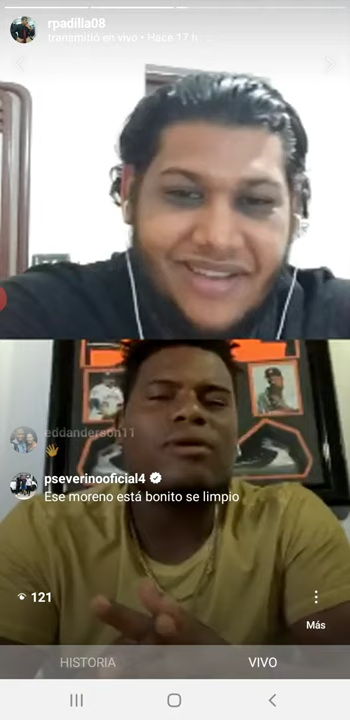 rpadilla08
transmitió en vivo • Hace 17 h ...
eddanderson11
👋
pseverinooficial4
Ese moreno está bonito se limpio
121
Más
HISTORIA
VIVO